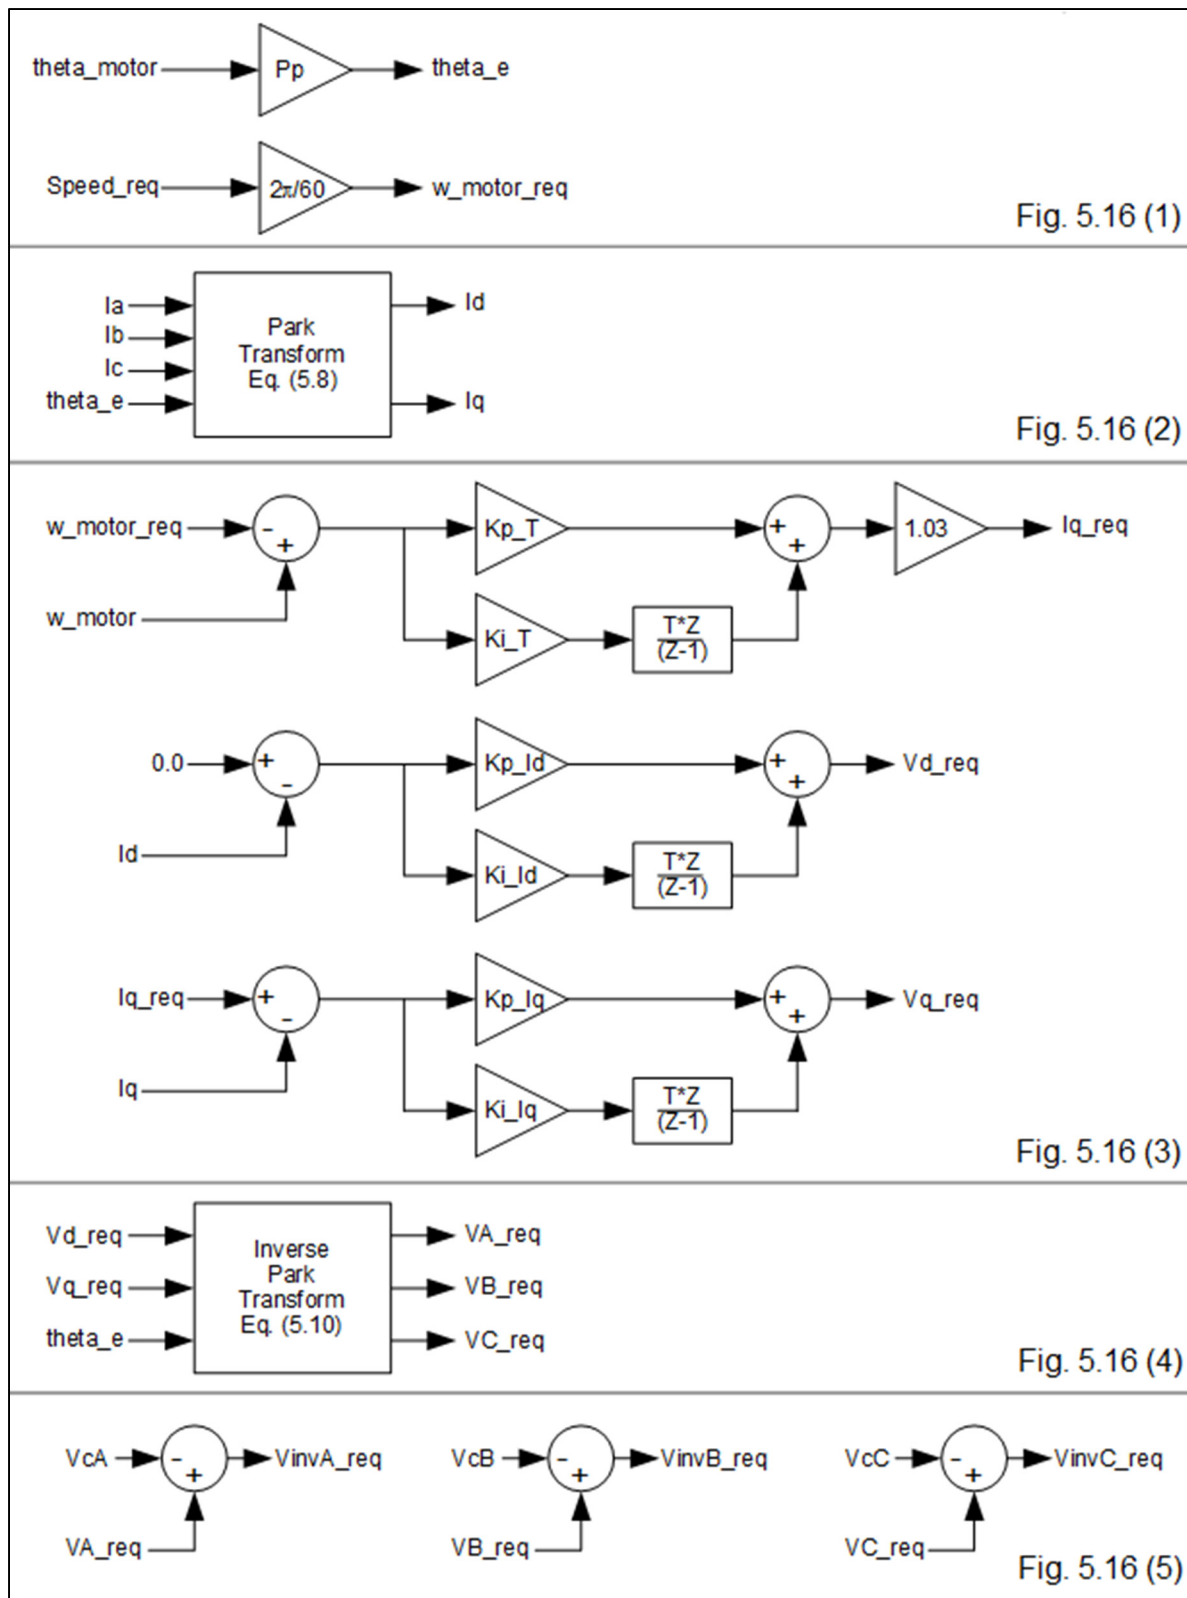 theta_motor
Pp
theta_e
Speed_req
2π/60
w_motor_req
Fig. 5.16 (1)
Ia
Ib
Ic
theta_e
Park
Transform
Eq. (5.8)
Id
Iq
Fig. 5.16 (2)
w_motor_req
-
+
w_motor
Kp_T
Ki_T
T*Z
(Z-1)
+
+
1.03
Iq_req
0.0
+
-
Id
Kp_Id
Ki_Id
T*Z
(Z-1)
+
+
Vd_req
Iq_req
+
-
Iq
Kp_Iq
Ki_Iq
T*Z
(Z-1)
+
+
Vq_req
Fig. 5.16 (3)
Vd_req
Vq_req
theta_e
Inverse
Park
Transform
Eq. (5.10)
VA_req
VB_req
VC_req
Fig. 5.16 (4)
VcA
-
+
VinvA_req
VA_req
VcB
-
+
VinvB_req
VB_req
VcC
-
+
VinvC_req
VC_req
Fig. 5.16 (5)